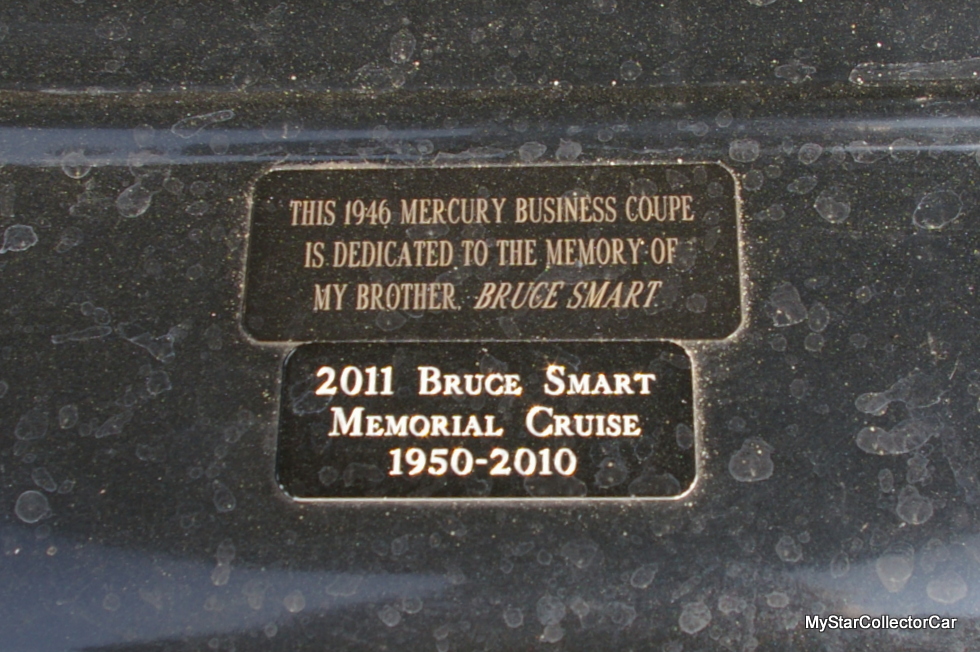 THIS 1946 MERCURY BUSINESS COUPE
IS DEDICATED TO THE MEMORY OF
MY BROTHER, BRUCE SMART
2011 BRUCE SMART
MEMORIAL CRUISE
1950-2010
MyStarCollectorCar